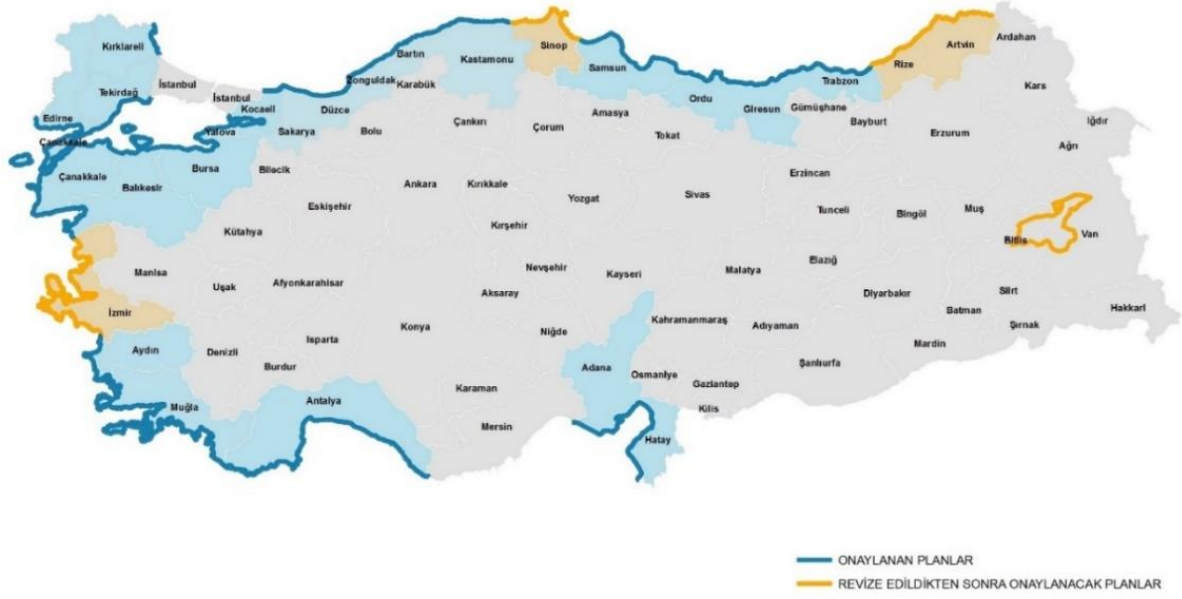 Kırklareli
Tekirdağ
Edirne
İstanbul
İstanbul
Kocaeli
Yalova
Sakarya
Düzce
Zonguldak
Bartın
Karabük
Kastamonu
Sinop
Samsun
Ordu
Giresun
Gümüşhane
Trabzon
Bayburt
Rize
Artvin
Ardahan
Kars
Iğdır
Ağrı
Erzurum
Çanakkale
Çanakkale
Balıkesir
Bursa
Bilecik
Bolu
Çankırı
Çorum
Amasya
Tokat
Eskişehir
Kütahya
Ankara
Kırıkkale
Yozgat
Kırşehir
Sivas
Erzincan
Tunceli
Bingöl
Muş
Bitlis
Van
Manisa
Uşak
Afyonkarahisar
Aksaray
Nevşehir
Kayseri
Malatya
Elazığ
Diyarbakır
Batman
Siirt
Şırnak
Hakkari
İzmir
Aydın
Denizli
Isparta
Burdur
Konya
Niğde
Kahramanmaraş
Adıyaman
Şanlıurfa
Mardin
Muğla
Antalya
Karaman
Mersin
Adana
Osmaniye
Gaziantep
Kilis
Hatay
ONAYLANAN PLANLAR
REVİZE EDİLDİKTEN SONRA ONAYLANACAK PLANLAR